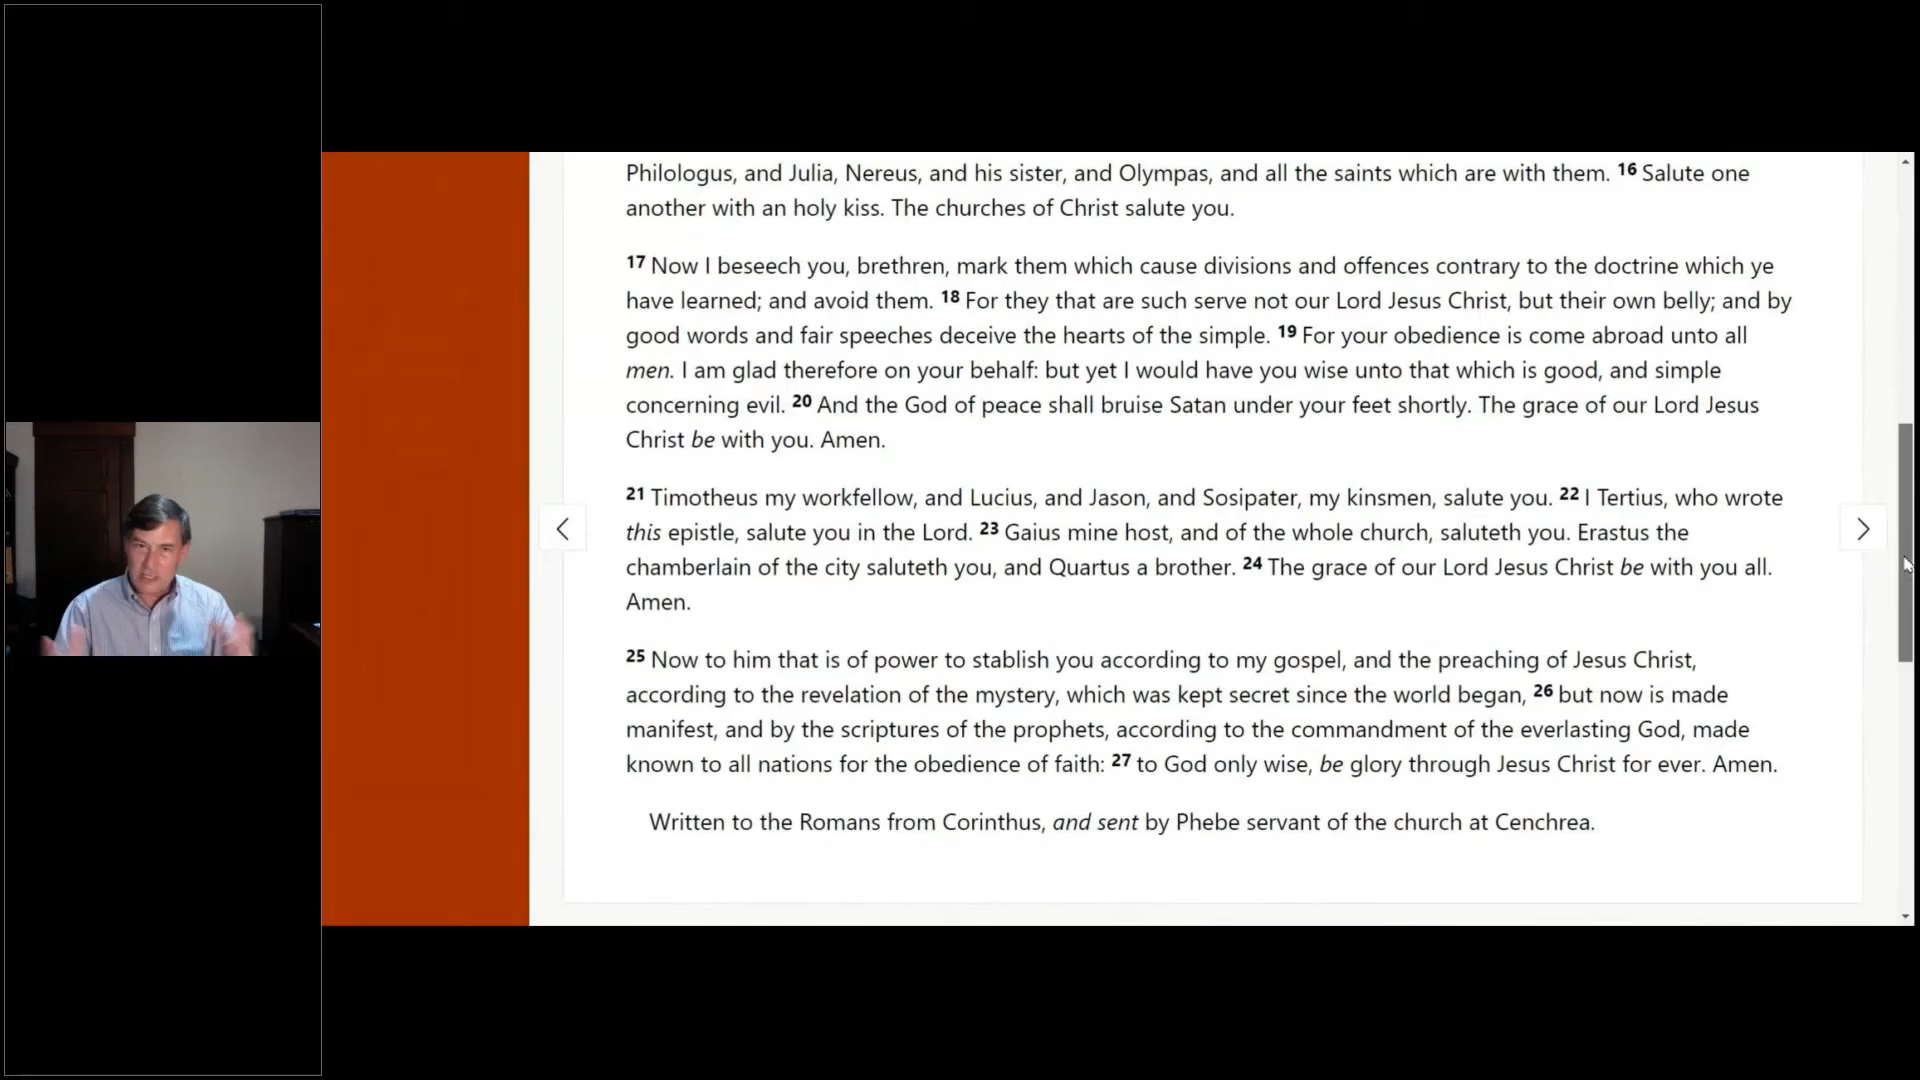 Philologus, and Julia, Nereus, and his sister, and Olympas, and all the saints which are with them. 16 Salute one
another with an holy kiss. The churches of Christ salute you.
17 Now I beseech you, brethren, mark them which cause divisions and offences contrary to the doctrine which ye
have learned; and avoid them. 18 For they that are such serve not our Lord Jesus Christ, but their own belly; and by
good words and fair speeches deceive the hearts of the simple. 19 For your obedience is come abroad unto all
men. I am glad therefore on your behalf: but yet I would have you wise unto that which is good, and simple
concerning evil. 20 And the God of peace shall bruise Satan under your feet shortly. The grace of our Lord Jesus
Christ be with you. Amen.
21 Timotheus my workfellow, and Lucius, and Jason, and Sosipater, my kinsmen, salute you. 22 I Tertius, who wrote
this epistle, salute you in the Lord. 23 Gaius mine host, and of the whole church, saluteth you. Erastus the
chamberlain of the city saluteth you, and Quartus a brother. 24 The grace of our Lord Jesus Christ be with you all.
Amen.
25 Now to him that is of power to stablish you according to my gospel, and the preaching of Jesus Christ,
according to the revelation of the mystery, which was kept secret since the world began, 26 but now is made
manifest, and by the scriptures of the prophets, according to the commandment of the everlasting God, made
known to all nations for the obedience of faith: 27 to God only wise, be glory through Jesus Christ for ever. Amen.
Written to the Romans from Corinthus, and sent by Phebe servant of the church at Cenchrea.